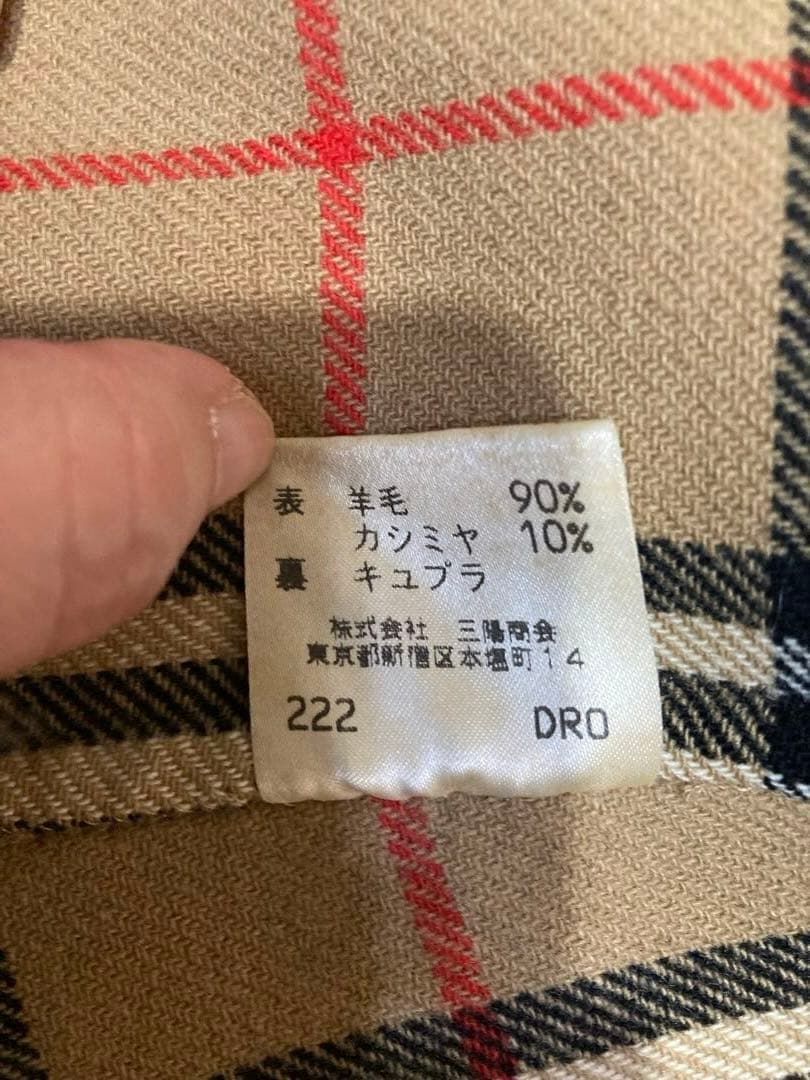 表 羊毛 90%
カシミヤ 10%
裏 キュプラ
株式会社 三陽商会
東京都新宿区本塩町14
222 DRO